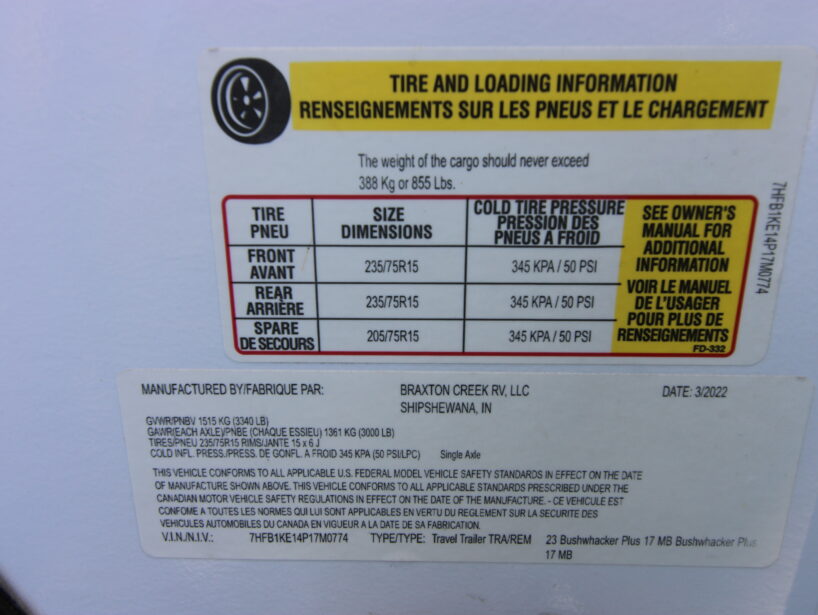 TIRE AND LOADING INFORMATION
RENSEIGNEMENTS SUR LES PNEUS ET LE CHARGEMENT
The weight of the cargo should never exceed
388 Kg or 855 Lbs.
TIRE
PNEU
SIZE
DIMENSIONS
COLD TIRE PRESSURE
PRESSION DES
PNEUS A FROID
FRONT
AVANT
235/75R15
345 KPA / 50 PSI
REAR
ARRIÈRE
235/75R15
345 KPA / 50 PSI
SPARE
DE SECOURS
205/75R15
345 KPA / 50 PSI
SEE OWNER'S
MANUAL FOR
ADDITIONAL
INFORMATION
VOIR LE MANUEL
DE L'USAGER
POUR PLUS DE
RENSEIGNEMENTS
FD-332
7HFB1KE14P17M0774
MANUFACTURED BY/FABRIQUE PAR: BRAXTON CREEK RV, LLC DATE: 3/2022
SHIPSHEWANA, IN
GVWR/PNBV 1515 KG (3340 LB)
GAWR(EACH AXLE)/PNBE (CHAQUE ESSIEU) 1361 KG (3000 LB)
TIRES/PNEU 235/75R15 RIMS/JANTE 15 x 6 J
COLD INFL. PRESS./PRESS. DE GONFL. A FROID 345 KPA (50 PSI/LPC) Single Axle
THIS VEHICLE CONFORMS TO ALL APPLICABLE U.S. FEDERAL MODEL VEHICLE SAFETY STANDARDS IN EFFECT ON THE DATE
OF MANUFACTURE SHOWN ABOVE. THIS VEHICLE CONFORMS TO ALL APPLICABLE STANDARDS PRESCRIBED UNDER THE
CANADIAN MOTOR VEHICLE SAFETY REGULATIONS IN EFFECT ON THE DATE OF THE MANUFACTURE. - CE VEHICULE EST
CONFOME A TOUTES LES NORMES QUI LUI SONT APPLICABLES EN VERTU DU REGLEMENT SUR LA SECURITE DES
VEHICULES AUTOMOBILES DU CANADA EN VIGUEUR A LA DATE DE SA FABRICATION.
V.I.N./N.I.V.: 7HFB1KE14P17M0774 TYPE/TYPE: Travel Trailer TRA/REM 23 Bushwhacker Plus 17 MB Bushwhacker Plus
17 MB